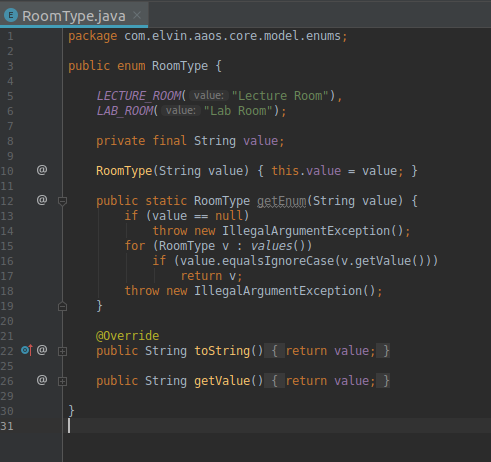 RoomType.java
1 package com.elvin.aaos.core.model.enums;
2
3 public enum RoomType {
4
5 LECTURE_ROOM( value: "Lecture Room"),
6 LAB_ROOM( value: "Lab Room");
7
8 private final String value;
9
10 @ RoomType(String value) { this.value = value; }
11
12 @ public static RoomType getEnum(String value) {
13 if (value == null)
14 throw new IllegalArgumentException();
15 for (RoomType v : values())
16 if (value.equalsIgnoreCase(v.getValue()))
17 return v;
18 throw new IllegalArgumentException();
19 }
20
21 @Override
22 @ public String toString() { return value; }
25
26 @ public String getValue() { return value; }
29
30 }
31